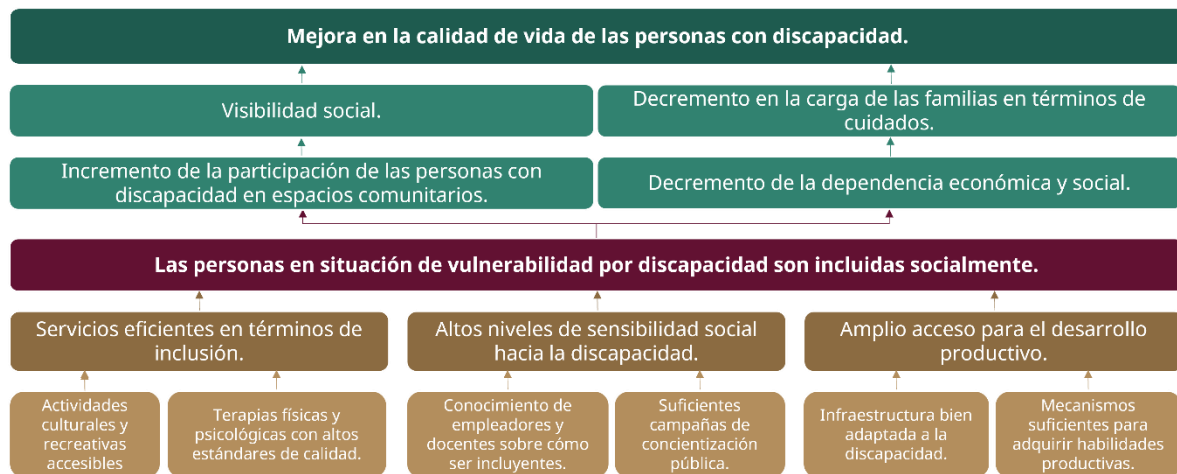 Mejora en la calidad de vida de las personas con discapacidad.
Visibilidad social.
Decremento en la carga de las familias en términos de
cuidados.
Incremento de la participación de las personas con
discapacidad en espacios comunitarios.
Decremento de la dependencia económica y social.
Las personas en situación de vulnerabilidad por discapacidad son incluidas socialmente.
Servicios eficientes en términos de
inclusión.
Altos niveles de sensibilidad social
hacia la discapacidad.
Amplio acceso para el desarrollo
productivo.
Actividades
culturales y
recreativas
accesibles
Terapias físicas y
psicológicas con altos
estándares de calidad.
Conocimiento de
empleadores y
docentes sobre cómo
ser incluyentes.
Suficientes
campañas de
concientización
pública.
Infraestructura bien
adaptada a la
discapacidad.
Mecanismos
suficientes para
adquirir habilidades
productivas.